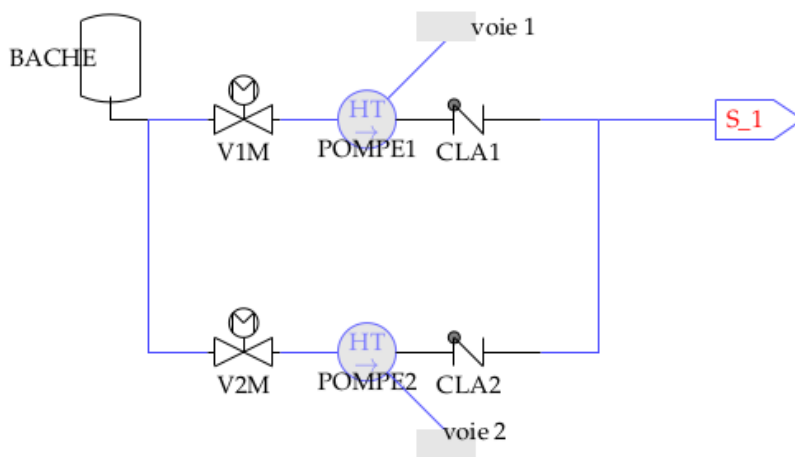 voie 1
BACHE
M
HT
→
S_1
V1M
POMPE1
CLA1
M
HT
→
V2M
POMPE2
CLA2
voie 2